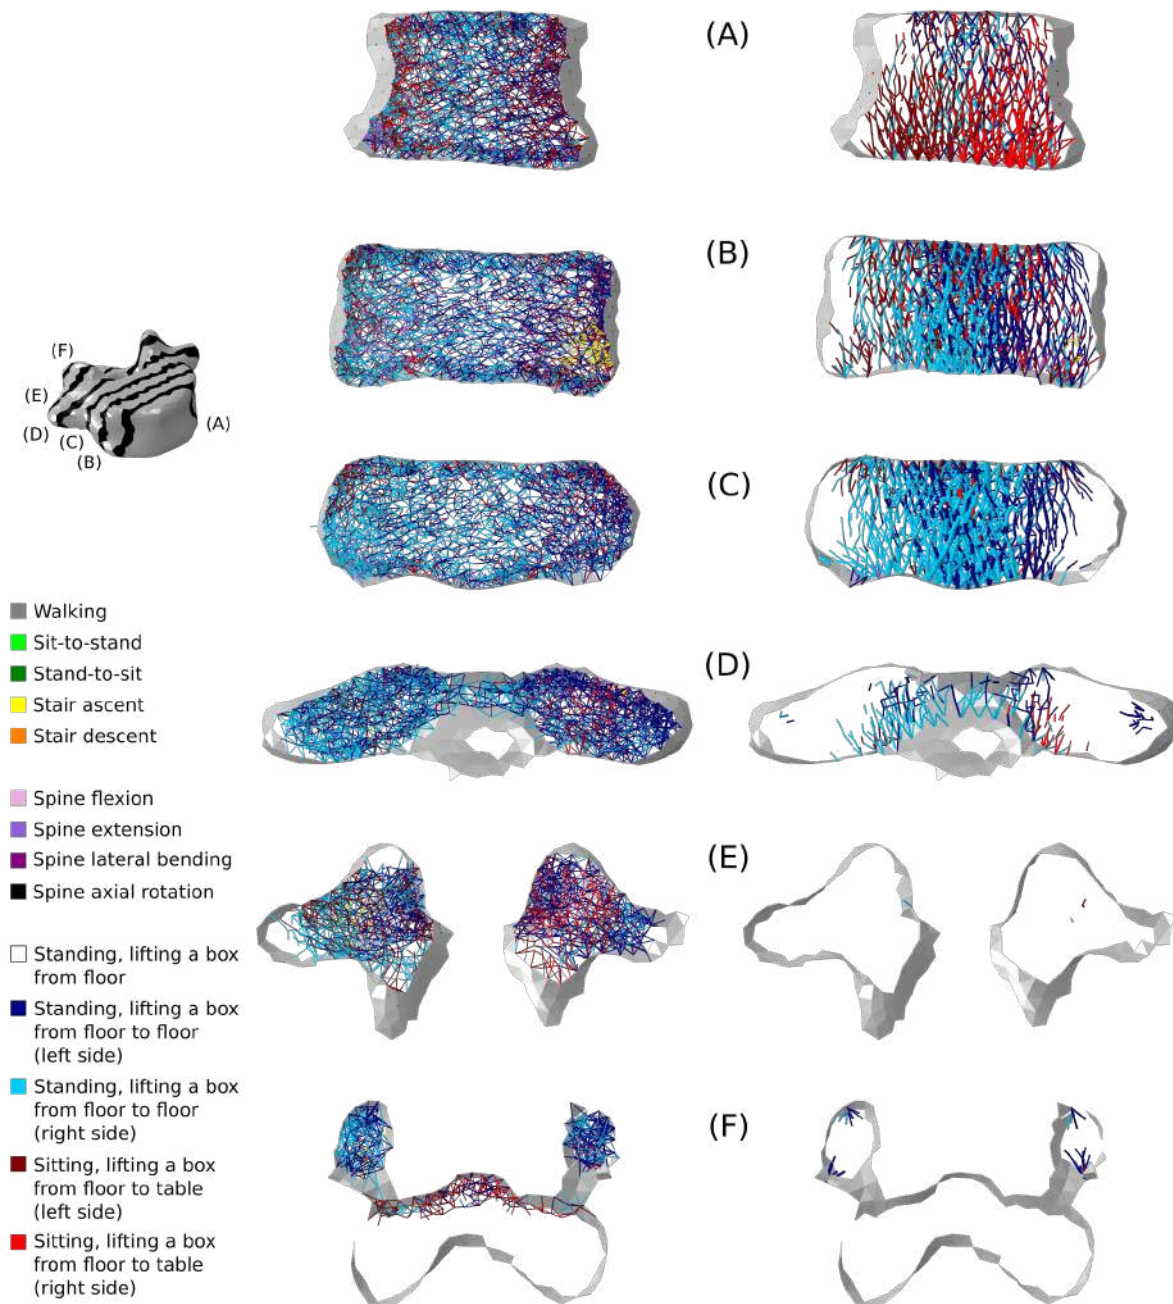 (A)
(B)
(F)
(E)
(D)
(C)
(B)
(A)
(C)
Walking
Sit-to-stand
Stand-to-sit
Stair ascent
Stair descent
(D)
Spine flexion
Spine extension
Spine lateral bending
Spine axial rotation
(E)
Standing, lifting a box
from floor
Standing, lifting a box
from floor to floor
(left side)
Standing, lifting a box
from floor to floor
(right side)
(F)
Sitting, lifting a box
from floor to table
(left side)
Sitting, lifting a box
from floor to table
(right side)